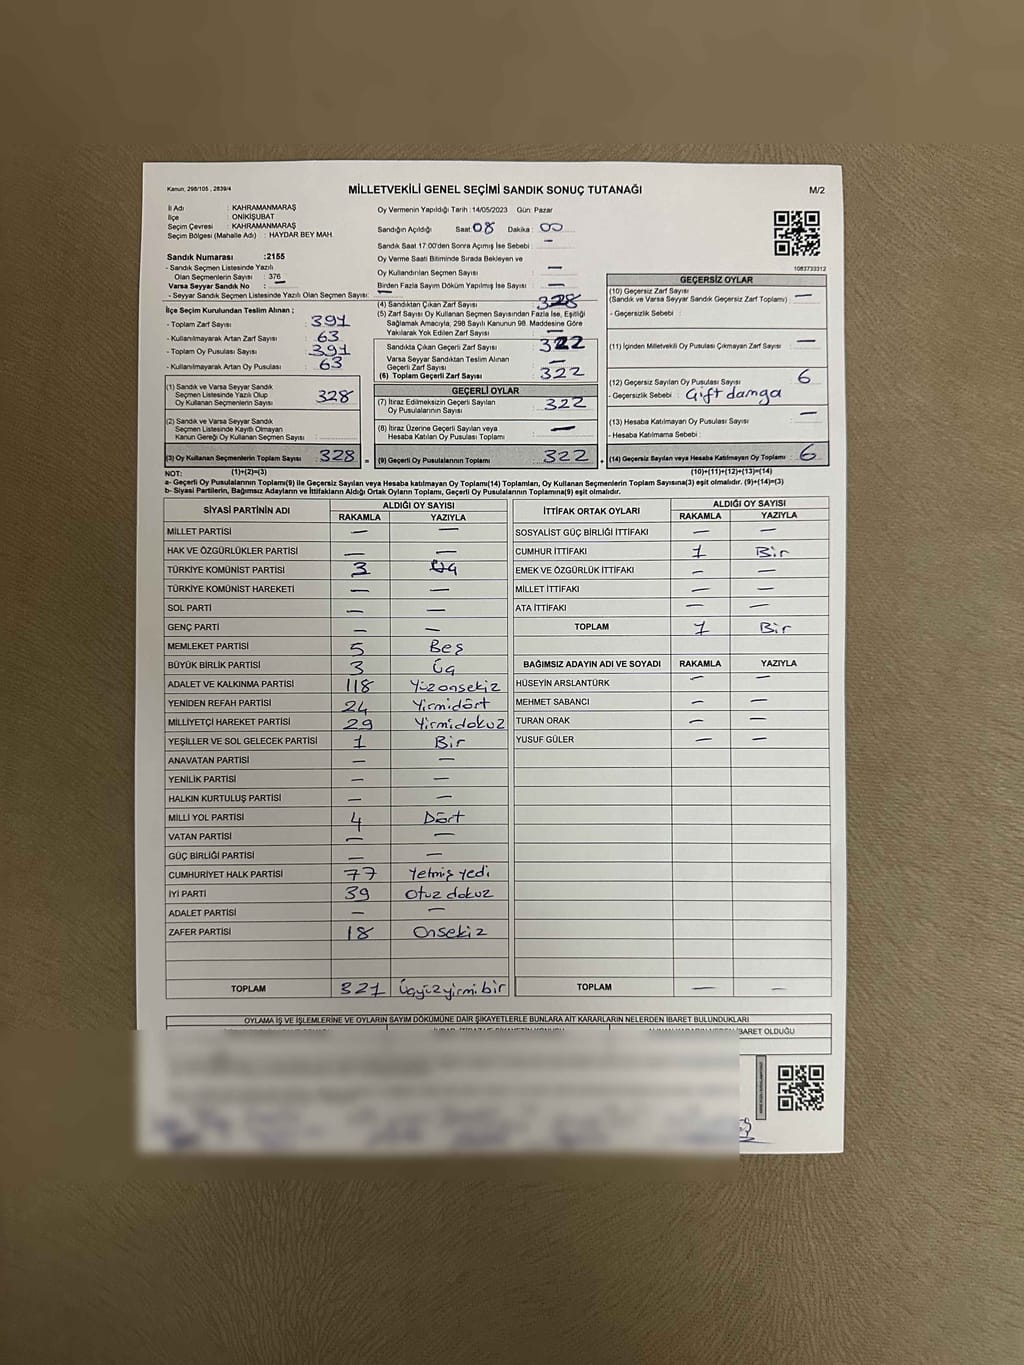 Kanun, 298/105 , 2839/4
MİLLETVEKİLİ GENEL SEÇİMİ SANDIK SONUÇ TUTANAĞI
M/2
İl Adı : KAHRAMANMARAŞ
İlçe : ONİKİŞUBAT
Seçim Çevresi : KAHRAMANMARAŞ
Seçim Bölgesi (Mahalle Adı) : HAYDAR BEY MAH.
Sandık Numarası :2155
- Sandık Seçmen Listesinde Yazılı
Olan Seçmenlerin Sayısı : 376
Varsa Seyyar Sandık No : —
- Seyyar Sandık Seçmen Listesinde Yazılı Olan Seçmen Sayısı: —
İlçe Seçim Kurulundan Teslim Alınan ;
- Toplam Zarf Sayısı 391
- Kullanılmayarak Artan Zarf Sayısı : 63
- Toplam Oy Pusulası Sayısı : 391
- Kullanılmayarak Artan Oy Pusulası : 63
(1) Sandık ve Varsa Seyyar Sandık
Seçmen Listesinde Yazılı Olup
Oy Kullanan Seçmenlerin Sayısı : 328
(2) Sandık ve Varsa Seyyar Sandık
Seçmen Listesinde Kayıtlı Olmayan
Kanun Gereği Oy Kullanan Seçmen Sayısı :
(3) Oy Kullanan Seçmenlerin Toplam Sayısı : 328
Oy Vermenin Yapıldığı Tarih : 14/05/2023 Gün: Pazar
Sandığın Açıldığı Saat: 08 Dakika : 00
Sandık Saat 17:00'den Sonra Açımış İse Sebebi : —
Oy Verme Saati Bitiminde Sırada Bekleyen ve
Oy Kullandırılan Seçmen Sayısı : —
Birden Fazla Sayım Döküm Yapılmış İse Sayısı : —
(4) Sandıktan Çıkan Zarf Sayısı 328
(5) Zarf Sayısı Oy Kullanan Seçmen Sayısından Fazla İse, Eşitliği
Sağlamak Amacıyla, 298 Sayılı Kanunun 98. Maddesine Göre
Yakılarak Yok Edilen Zarf Sayısı : —
Sandıkta Çıkan Geçerli Zarf Sayısı : 322
Varsa Seyyar Sandıktan Teslim Alınan
Geçerli Zarf Sayısı : —
(6) Toplam Geçerli Zarf Sayısı : 322
GEÇERLİ OYLAR
(7) İtiraz Edilmeksizin Geçerli Sayılan
Oy Pusulalarının Sayısı : 322
(8) İtiraz Üzerine Geçerli Sayılan veya
Hesaba Katılan Oy Pusulası Toplamı : —
= (9) Geçerli Oy Pusulalarının Toplamı : 322
1083733312
GEÇERSİZ OYLAR
(10) Geçersiz Zarf Sayısı
(Sandık ve Varsa Seyyar Sandık Geçersiz Zarf Toplamı) : —
- Geçersizlik Sebebi :
(11) İçinden Milletvekili Oy Pusulası Çıkmayan Zarf Sayısı : —
(12) Geçersiz Sayılan Oy Pusulası Sayısı : 6
- Geçersizlik Sebebi : Çift damga
(13) Hesaba Katılmayan Oy Sayısı : —
- Hesaba Katılmama Sebebi :
+ (14) Geçersiz Sayılan veya Hesaba Katılmayan Oy Toplamı : 6
NOT: (1)+(2)=(3) (10)+(11)+(12)+(13)=(14)
a- Geçerli Oy Pusulalarının Toplamı(9) ile Geçersiz Sayılan veya Hesaba katılmayan Oy Toplamı(14) Toplamları, Oy Kullanan Seçmenlerin Toplam Sayısına(3) eşit olmalıdır. (9)+(14)=(3)
b- Siyasi Partilerin, Bağımsız Adayların ve İttifakların Aldığı Ortak Oyların Toplamı, Geçerli Oy Pusulalarının Toplamına(9) eşit olmalıdır.
SİYASİ PARTİNİN ADI ALDIĞI OY SAYISI
RAKAMLA YAZIYLA
MİLLET PARTİSİ — —
HAK VE ÖZGÜRLÜKLER PARTİSİ — —
TÜRKİYE KOMÜNİST PARTİSİ 3 Üç
TÜRKİYE KOMÜNİST HAREKETİ — —
SOL PARTİ — —
GENÇ PARTİ — —
MEMLEKET PARTİSİ 5 Beş
BÜYÜK BİRLİK PARTİSİ 3 Üç
ADALET VE KALKINMA PARTİSİ 118 Yüzonsekiz
YENİDEN REFAH PARTİSİ 24 Yirmidört
MİLLİYETÇİ HAREKET PARTİSİ 29 Yirmidokuz
YEŞİLLER VE SOL GELECEK PARTİSİ 1 Bir
ANAVATAN PARTİSİ — —
YENİLİK PARTİSİ — —
HALKIN KURTULUŞ PARTİSİ — —
MİLLİ YOL PARTİSİ 4 Dört
VATAN PARTİSİ — —
GÜÇ BİRLİĞİ PARTİSİ — —
CUMHURİYET HALK PARTİSİ 77 Yetmiş yedi
İYİ PARTİ 39 Otuz dokuz
ADALET PARTİSİ — —
ZAFER PARTİSİ 18 Onsekiz
TOPLAM 321 Üçyüzyirmi bir
İTTİFAK ORTAK OYLARI ALDIĞI OY SAYISI
RAKAMLA YAZIYLA
SOSYALİST GÜÇ BİRLİĞİ İTTİFAKI — —
CUMHUR İTTİFAKI 1 Bir
EMEK VE ÖZGÜRLÜK İTTİFAKI — —
MİLLET İTTİFAKI — —
ATA İTTİFAKI — —
TOPLAM 1 Bir
BAĞIMSIZ ADAYIN ADI VE SOYADI RAKAMLA YAZIYLA
HÜSEYİN ARSLANTÜRK — —
MEHMET SABANCI — —
TURAN ORAK — —
YUSUF GÜLER — —
TOPLAM — —
OYLAMA İŞ VE İŞLEMLERİNE VE OYLARIN SAYIM DÖKÜMÜNE DAİR ŞİKAYETLERLE BUNLARA AİT KARARLARIN NELERDEN İBARET BULUNDUKLARI
İBARET OLDUĞU